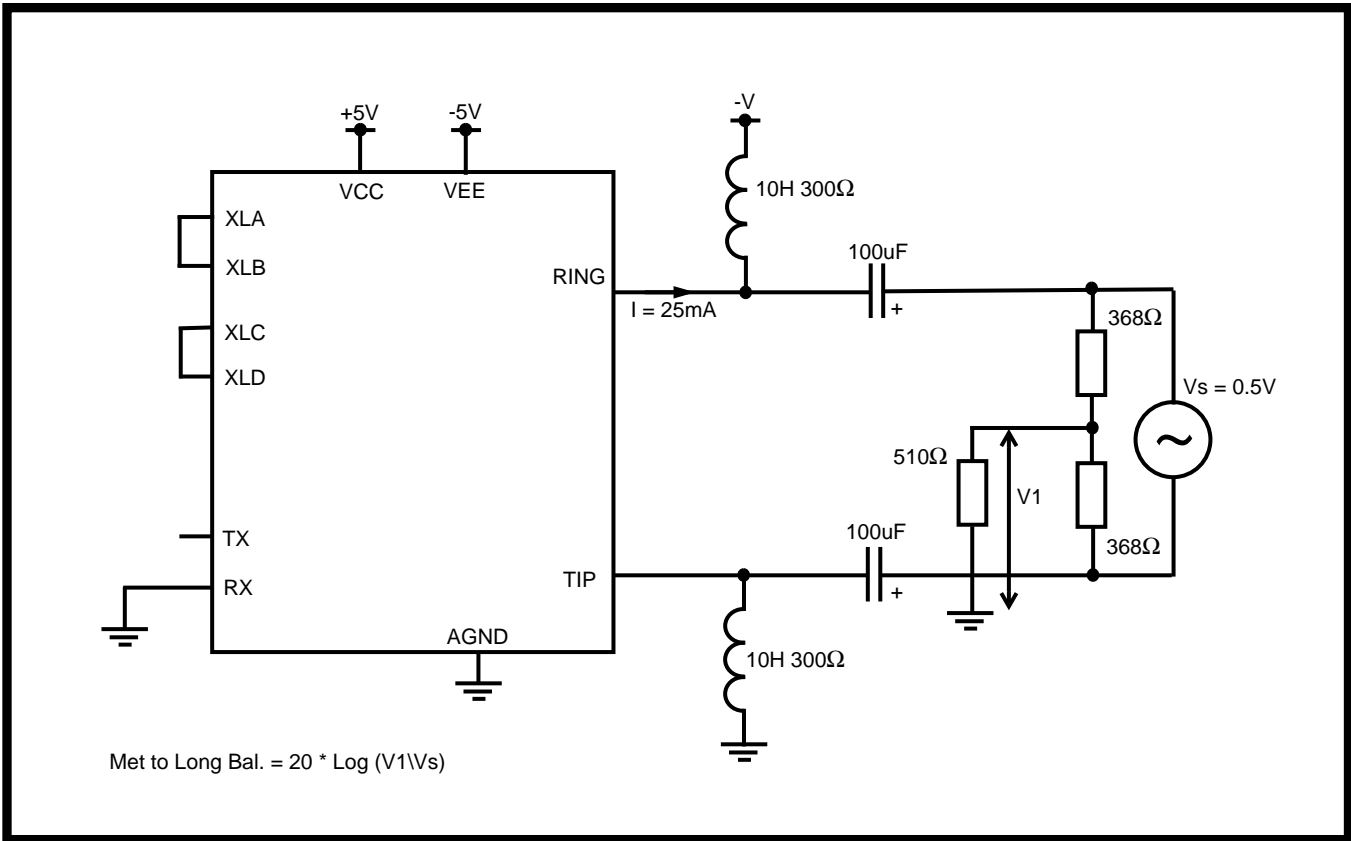 -V
+5V
-5V
VCC
VEE
10H 300Ω
XLA
XLB
100uF
RING
+
I = 25mA
XLC
XLD
368Ω
Vs = 0.5V
~
510Ω
V1
100uF
368Ω
TX
TIP
+
RX
AGND
10H 300Ω
Met to Long Bal. = 20 * Log (V1\Vs)